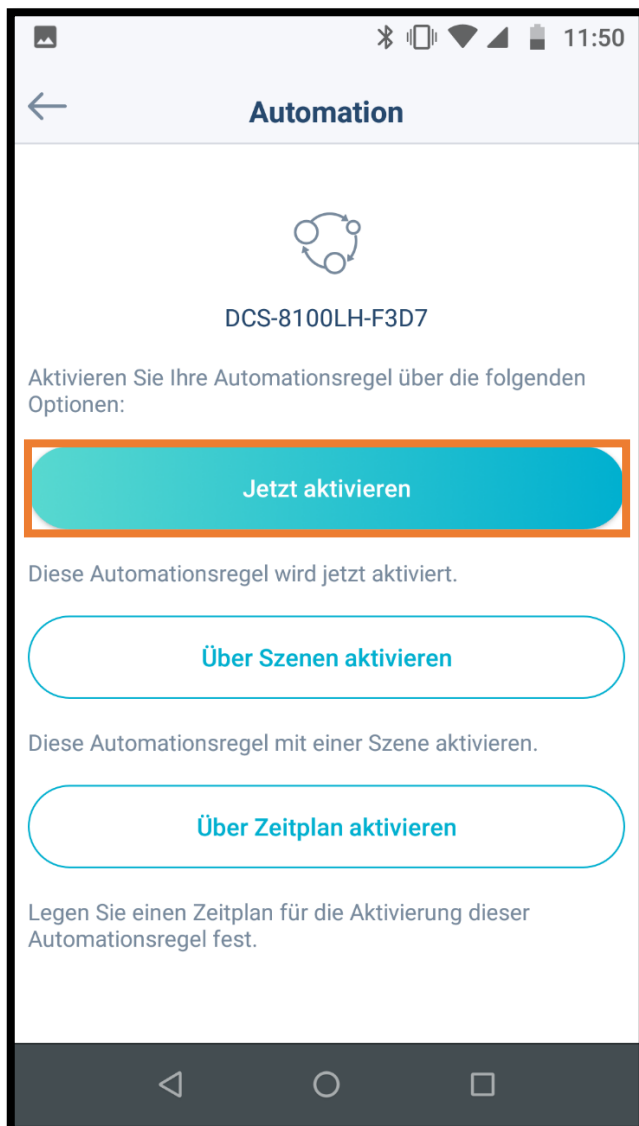 11:50
Automation
DCS-8100LH-F3D7
Aktivieren Sie Ihre Automationsregel über die folgenden
Optionen:
Jetzt aktivieren
Diese Automationsregel wird jetzt aktiviert.
Über Szenen aktivieren
Diese Automationsregel mit einer Szene aktivieren.
Über Zeitplan aktivieren
Legen Sie einen Zeitplan für die Aktivierung dieser
Automationsregel fest.